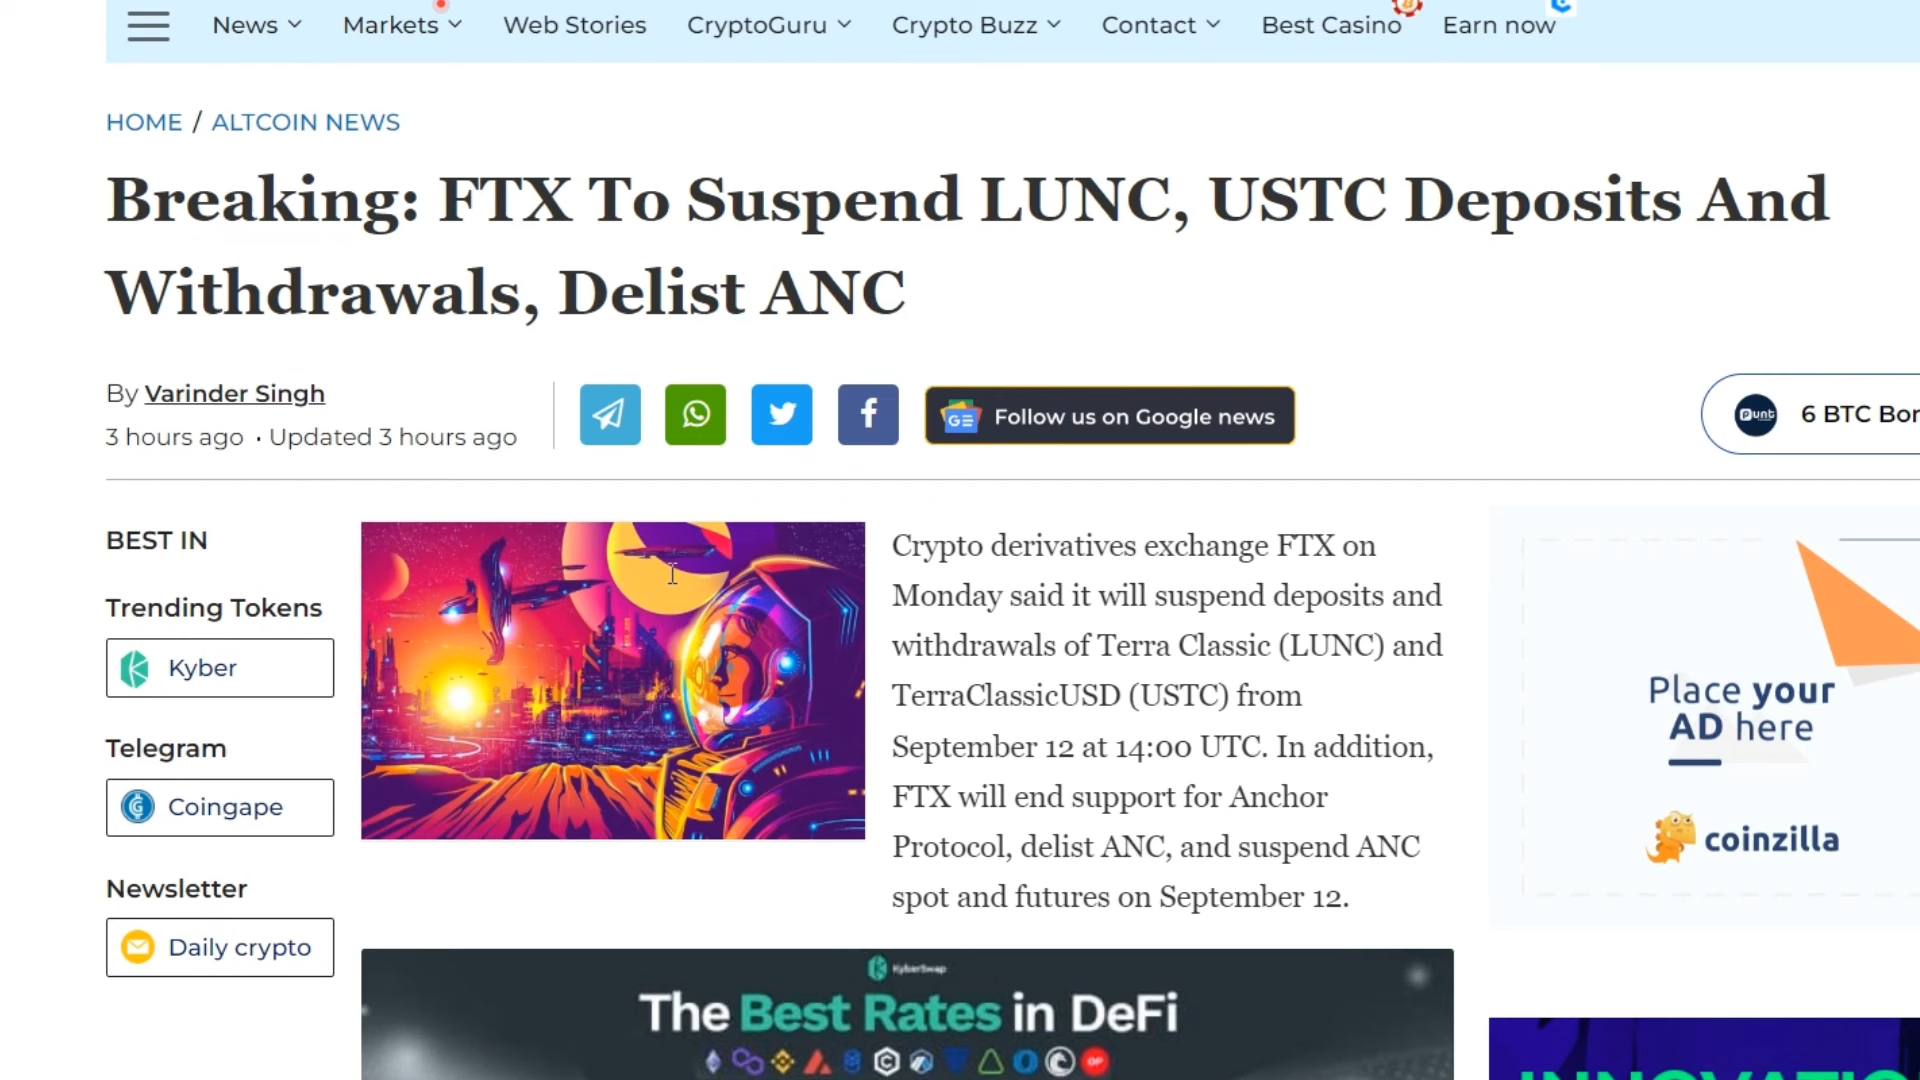 News
Markets
Web Stories
CryptoGuru
Crypto Buzz
Contact
Best Casino
Earn now
HOME / ALTCOIN NEWS
Breaking: FTX To Suspend LUNC, USTC Deposits And
Withdrawals, Delist ANC
By Varinder Singh
3 hours ago · Updated 3 hours ago
GE
Follow us on Google news
Punt
6 BTC Bor
BEST IN
Trending Tokens
Kyber
Telegram
Coingape
Newsletter
Daily crypto
Crypto derivatives exchange FTX on
Monday said it will suspend deposits and
withdrawals of Terra Classic (LUNC) and
TerraClassicUSD (USTC) from
September 12 at 14:00 UTC. In addition,
FTX will end support for Anchor
Protocol, delist ANC, and suspend ANC
spot and futures on September 12.
Place your
AD here
coinzilla
KyberSwap
The Best Rates in DeFi
OP